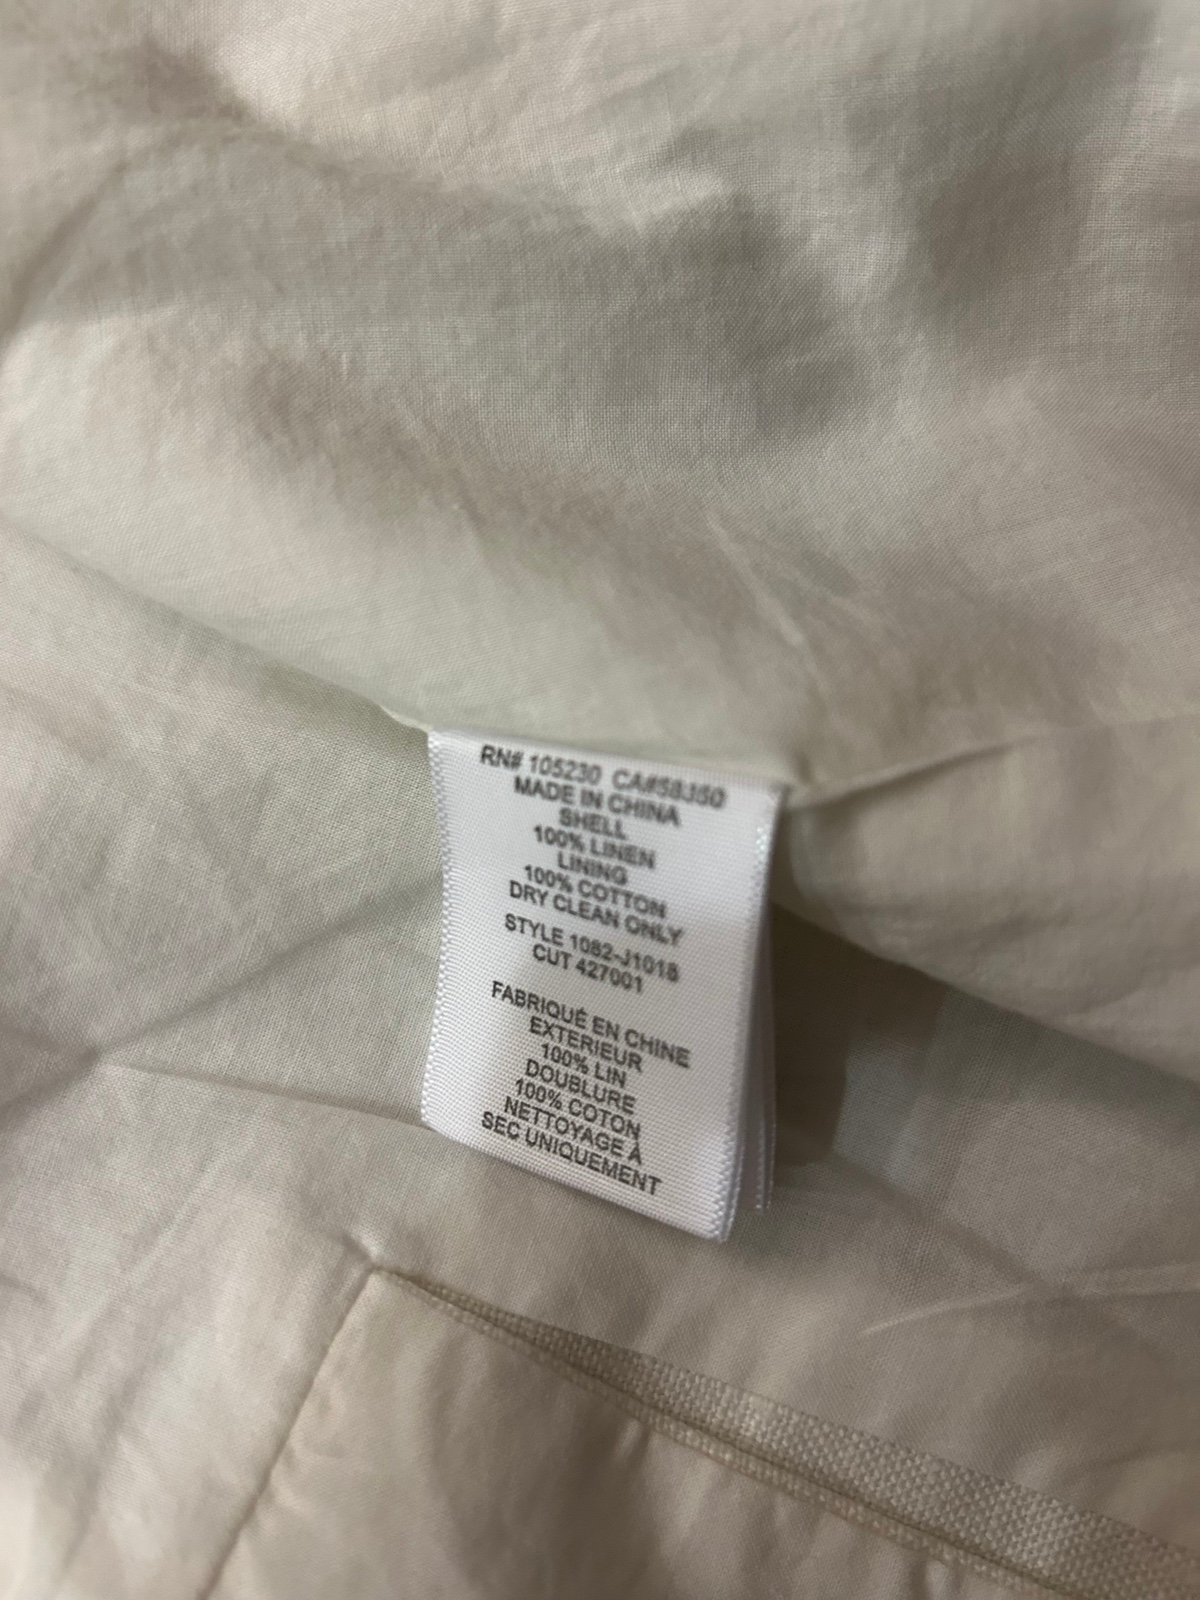 RN# 105230 CA#58350
MADE IN CHINA
SHELL
100% LINEN
LINING
100% COTTON
DRY CLEAN ONLY
STYLE 1082-J1018
CUT 427001
FABRIQUÉ EN CHINE
EXTERIEUR
100% LIN
DOUBLURE
100% COTON
NETTOYAGE À
SEC UNIQUEMENT